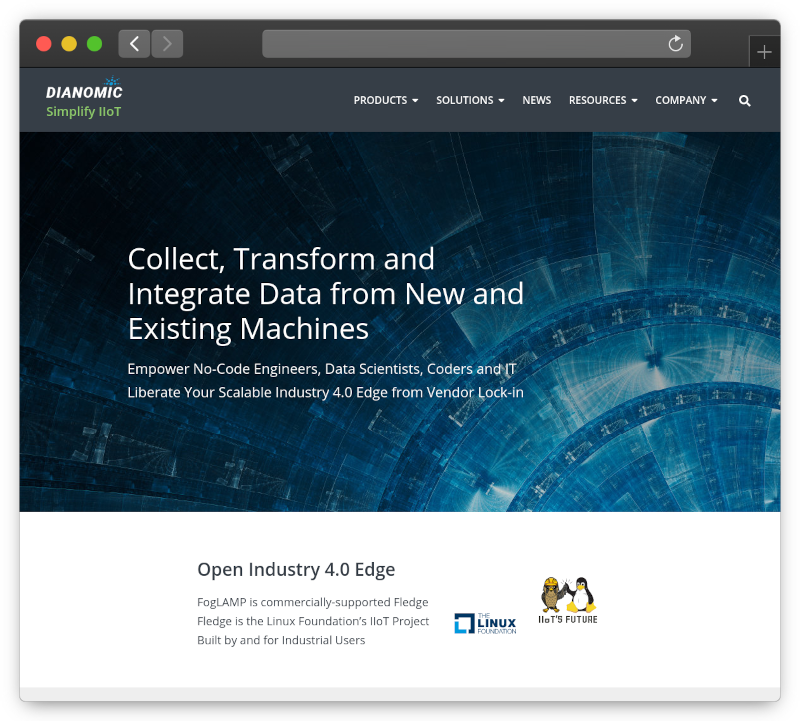 DIANOMIC
Simplify IIoT
PRODUCTS
SOLUTIONS
NEWS
RESOURCES
COMPANY
Collect, Transform and
Integrate Data from New and
Existing Machines
Empower No-Code Engineers, Data Scientists, Coders and IT
Liberate Your Scalable Industry 4.0 Edge from Vendor Lock-in
Open Industry 4.0 Edge
FogLAMP is commercially-supported Fledge
Fledge is the Linux Foundation’s IIoT Project
Built by and for Industrial Users
THE
LINUX
FOUNDATION
IIoT'S FUTURE